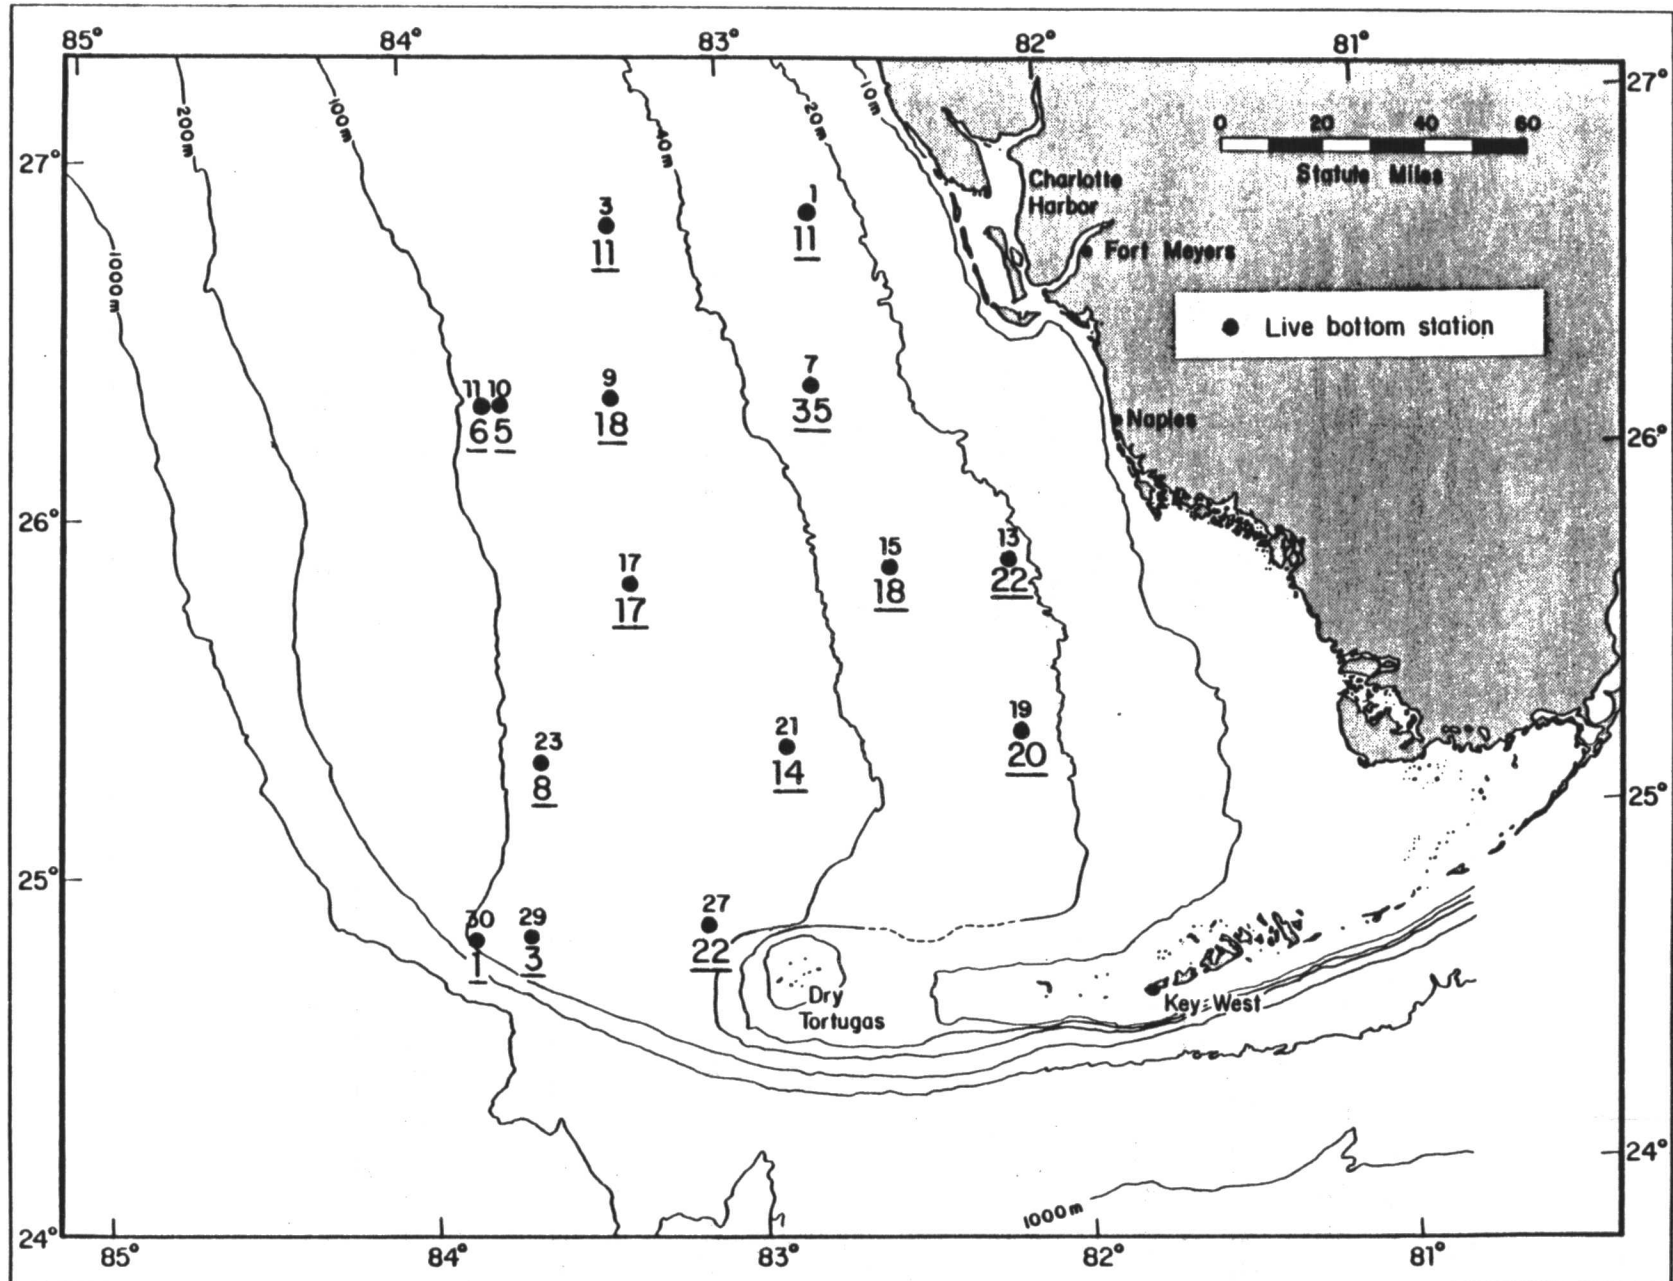 85° 84° 83° 82° 81°
27°
27°
26°
26°
25°
25°
24°
24°
85° 84° 83° 82° 81°
200m
100m
40m
20m
10m
1000m
0 20 40 60
Statute Miles
Charlotte
Harbor
Fort Meyers
Live bottom station
Naples
3
11
1
11
11 10
6 5
9
18
7
35
17
17
15
18
13
22
23
8
21
14
19
20
30
1
29
3
27
22
Dry
Tortugas
Key West
1000m